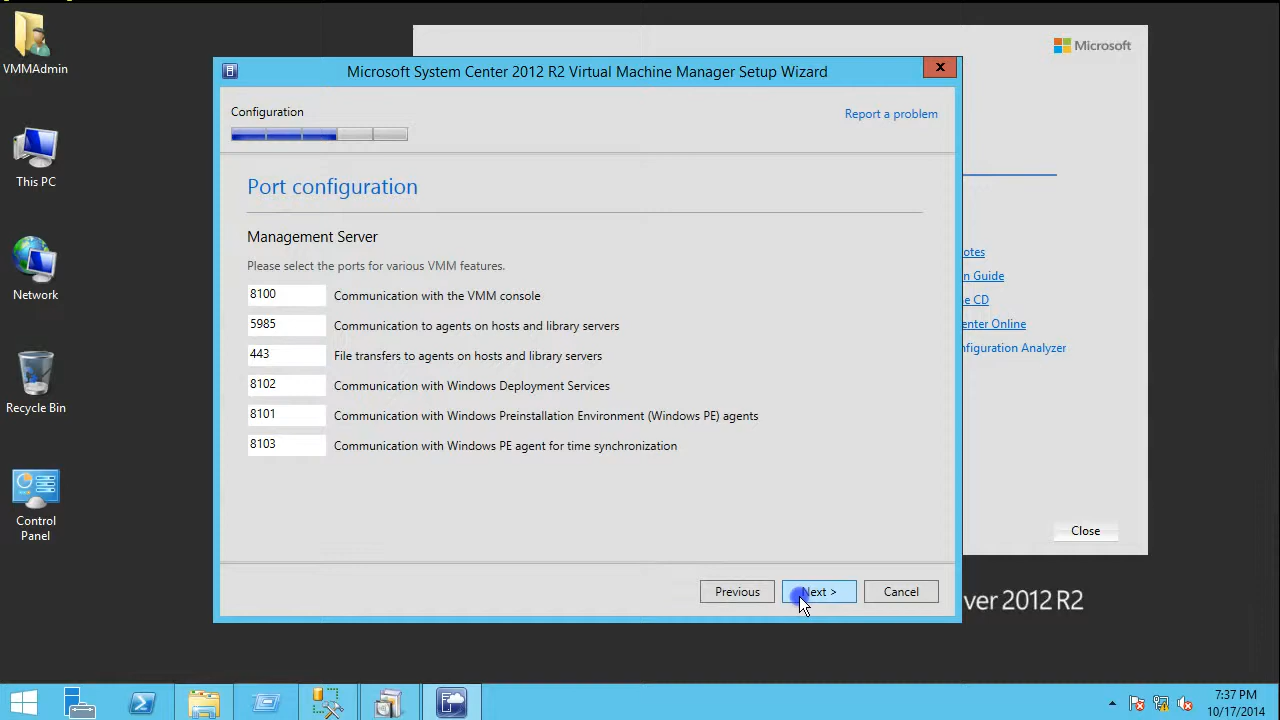 VMMAdmin
This PC
Network
Recycle Bin
Control
Panel
Microsoft
Microsoft System Center 2012 R2 Virtual Machine Manager Setup Wizard
x
Configuration
Report a problem
Port configuration
Management Server
Please select the ports for various VMM features.
8100 Communication with the VMM console
5985 Communication to agents on hosts and library servers
443 File transfers to agents on hosts and library servers
8102 Communication with Windows Deployment Services
8101 Communication with Windows Preinstallation Environment (Windows PE) agents
8103 Communication with Windows PE agent for time synchronization
Previous
Next >
Cancel
otes
n Guide
e CD
enter Online
nfiguration Analyzer
Close
ver 2012 R2
7:37 PM
10/17/2014